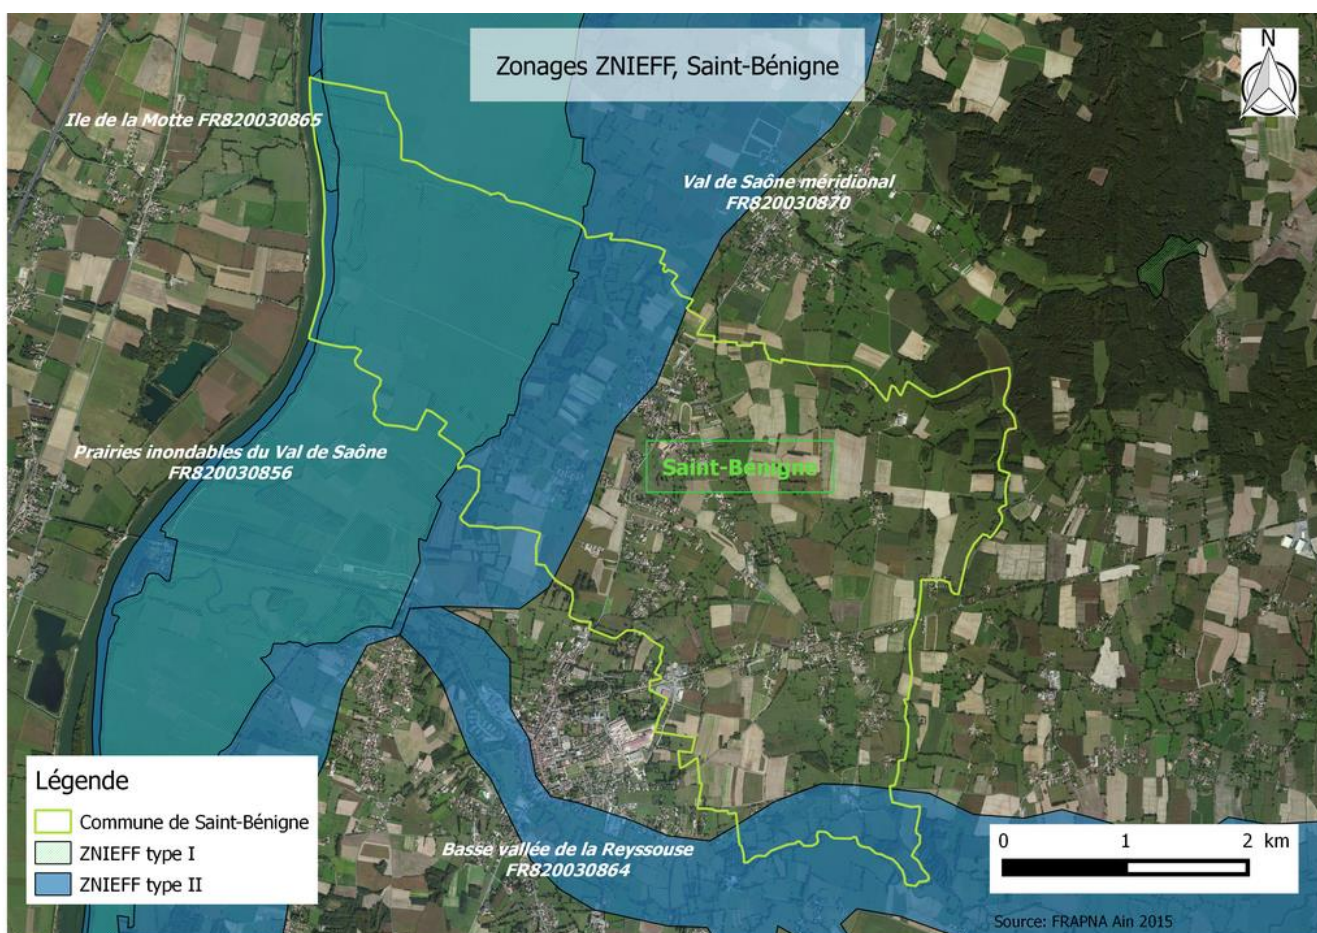 Zonages ZNIEFF, Saint-Bénigne
N
Ile de la Motte FR820030865
Val de Saône méridional
FR820030870
Prairies inondables du Val de Saône
FR820030856
Saint-Bénigne
Basse vallée de la Reyssouse
FR820030864
Légende
Commune de Saint-Bénigne
ZNIEFF type I
ZNIEFF type II
0 1 2 km
Source: FRAPNA Ain 2015